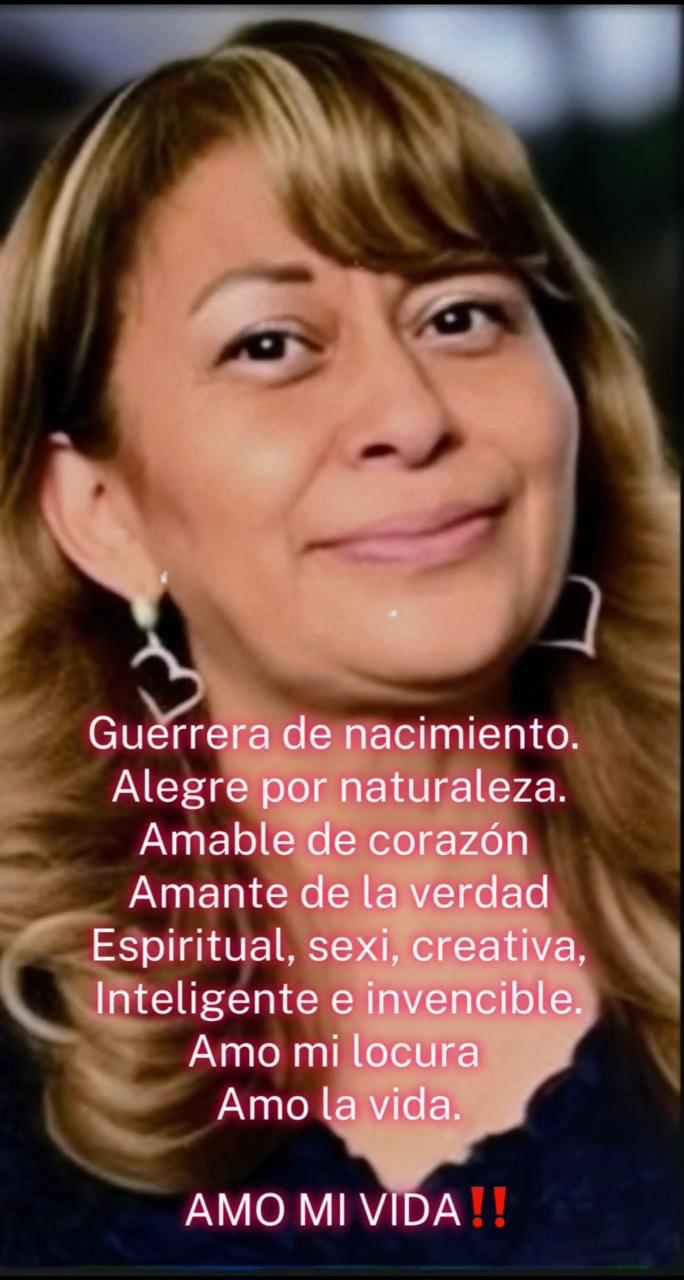 Guerrera de nacimiento.
Alegre por naturaleza.
Amable de corazón
Amante de la verdad
Espiritual, sexi, creativa,
Inteligente e invencible.
Amo mi locura
Amo la vida.
AMO MI VIDA‼️